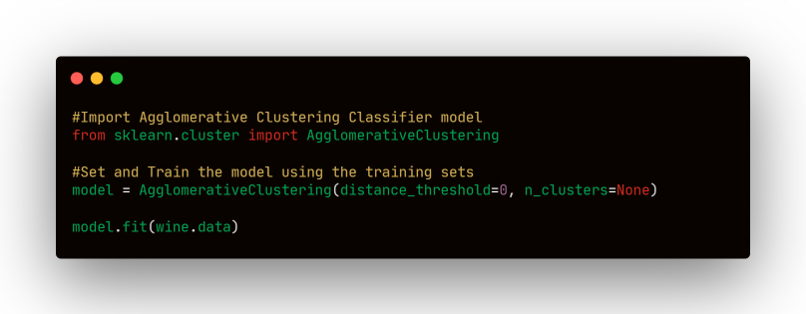 #Import Agglomerative Clustering Classifier model
from sklearn.cluster import AgglomerativeClustering
#Set and Train the model using the training sets
model = AgglomerativeClustering(distance_threshold=0, n_clusters=None)
model.fit(wine.data)